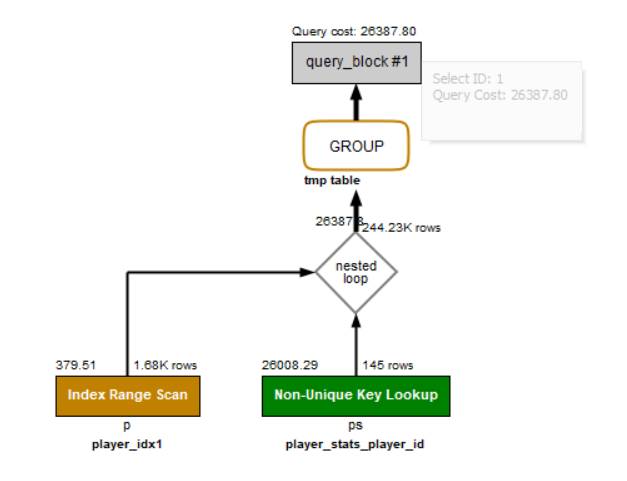 Query cost: 26387.80
query_block #1
Select ID: 1
Query Cost: 26387.80
GROUP
tmp table
26387.8
244.23K rows
nested
loop
379.51
1.68K rows
26008.29
145 rows
Index Range Scan
Non-Unique Key Lookup
p
ps
player_idx1
player_stats_player_id